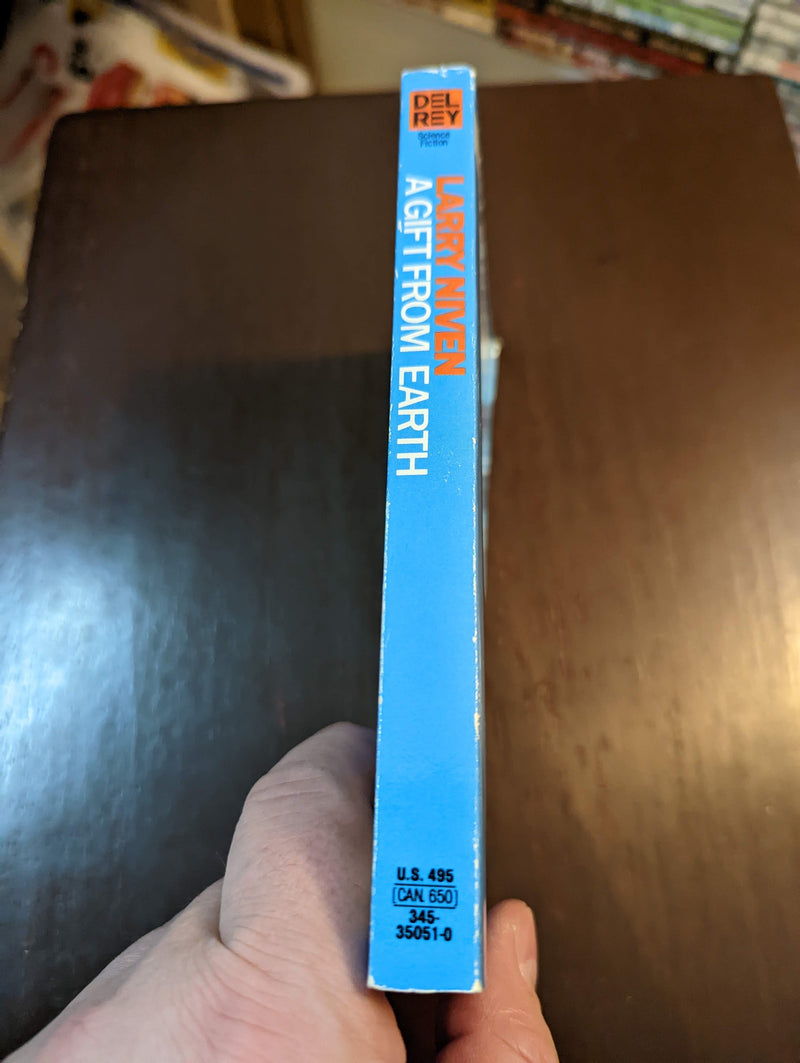 DEL
REY
Science
Fiction
LARRY NIVEN
A GIFT FROM EARTH
U.S. 495
CAN. 650
345-
35051-0